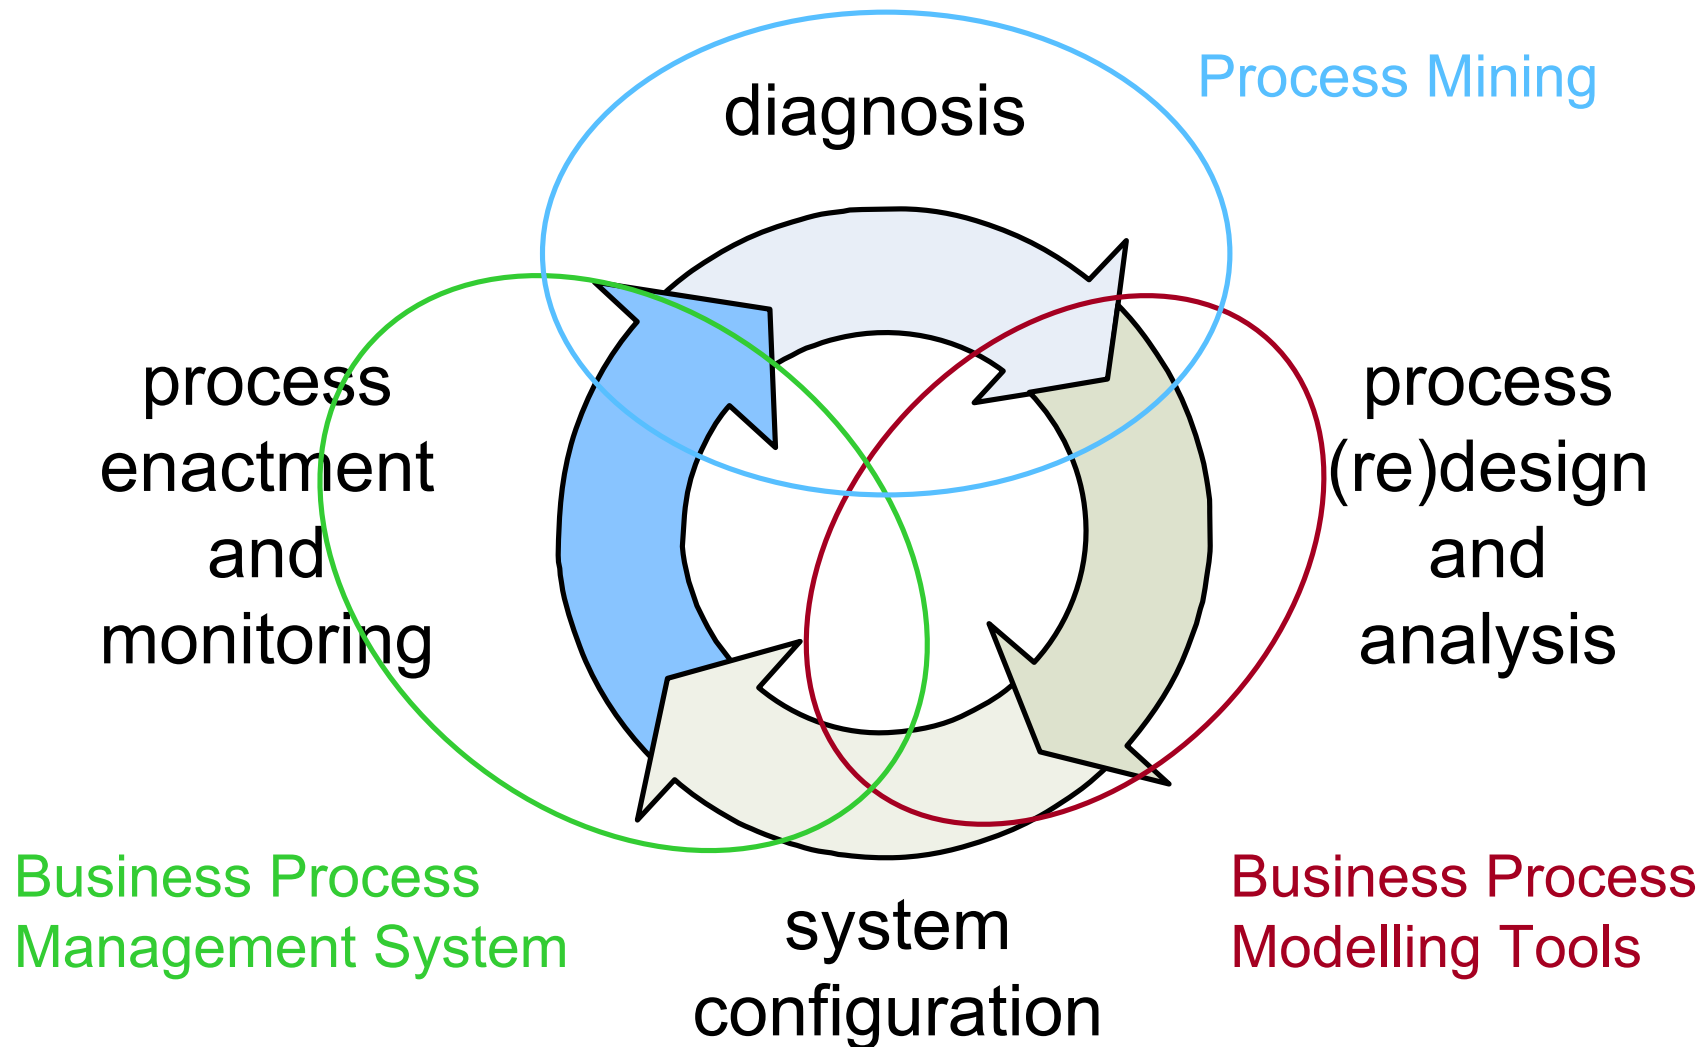 Process Mining
diagnosis
process
enactment
and
monitoring
process
(re)design
and
analysis
Business Process
Management System
system
configuration
Business Process
Modelling Tools